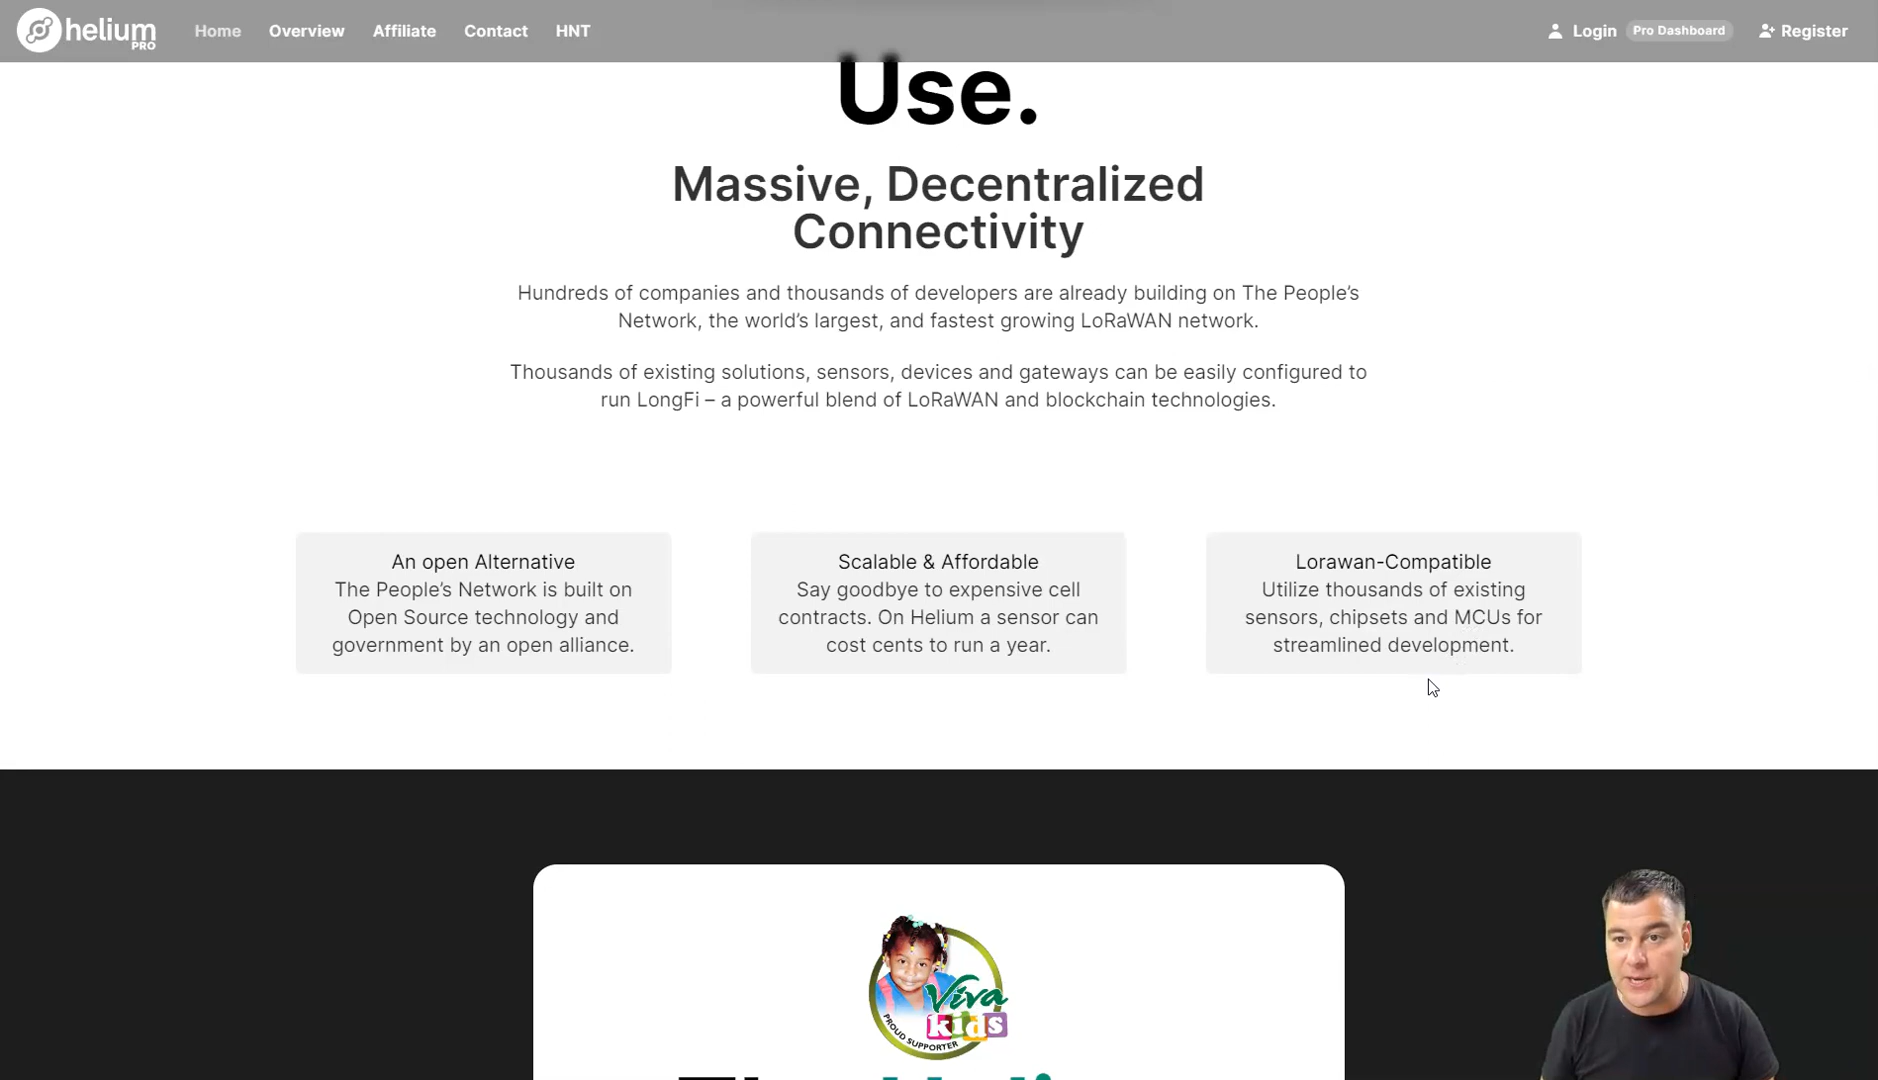 helium
PRO
Home
Overview
Affiliate
Contact
HNT
Login
Pro Dashboard
Register
Use.
Massive, Decentralized
Connectivity
Hundreds of companies and thousands of developers are already building on The People’s
Network, the world’s largest, and fastest growing LoRaWAN network.
Thousands of existing solutions, sensors, devices and gateways can be easily configured to
run LongFi – a powerful blend of LoRaWAN and blockchain technologies.
An open Alternative
The People’s Network is built on
Open Source technology and
government by an open alliance.
Scalable & Affordable
Say goodbye to expensive cell
contracts. On Helium a sensor can
cost cents to run a year.
Lorawan-Compatible
Utilize thousands of existing
sensors, chipsets and MCUs for
streamlined development.
Viva
kids
PROUD SUPPORTER